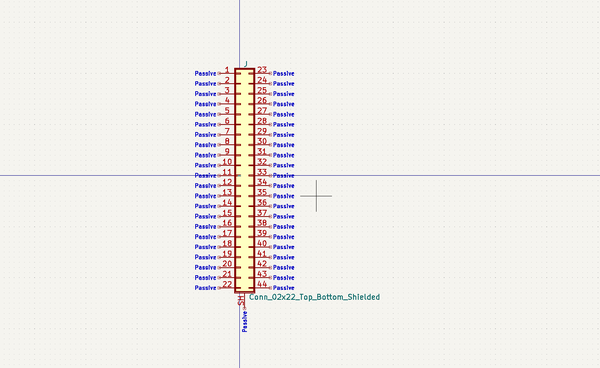 J
Passive 1 23 Passive
Passive 2 24 Passive
Passive 3 25 Passive
Passive 4 26 Passive
Passive 5 27 Passive
Passive 6 28 Passive
Passive 7 29 Passive
Passive 8 30 Passive
Passive 9 31 Passive
Passive 10 32 Passive
Passive 11 33 Passive
Passive 12 34 Passive
Passive 13 35 Passive
Passive 14 36 Passive
Passive 15 37 Passive
Passive 16 38 Passive
Passive 17 39 Passive
Passive 18 40 Passive
Passive 19 41 Passive
Passive 20 42 Passive
Passive 21 43 Passive
Passive 22 44 Passive
SH Conn_02x22_Top_Bottom_Shielded
Passive